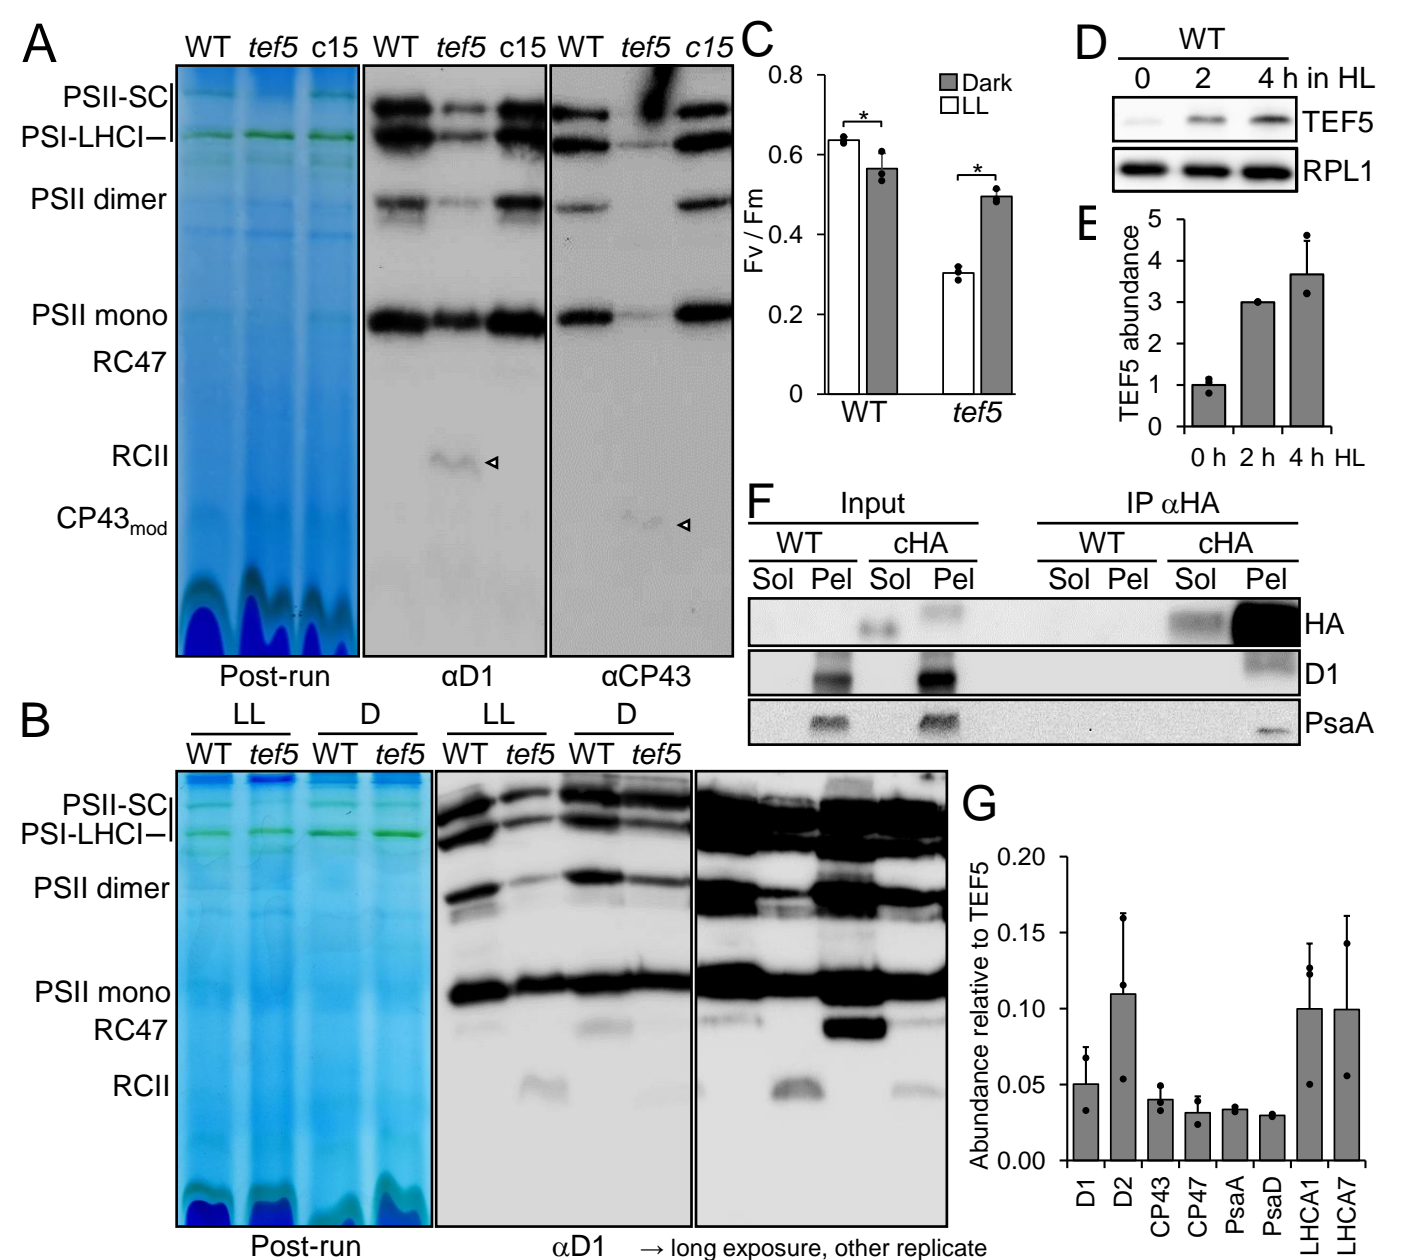 A
WT tef5 c15 WT tef5 c15 WT tef5 c15
PSII-SC
PSI-LHCI
PSII dimer
PSII mono
RC47
RCII
CP43mod
Post-run αD1 αCP43
B
LL D LL D
WT tef5 WT tef5 WT tef5 WT tef5
PSII-SC
PSI-LHCI
PSII dimer
PSII mono
RC47
RCII
Post-run αD1 → long exposure, other replicate
C
Fv / Fm
0.8
0.6
0.4
0.2
0
Dark
LL
*
*
WT tef5
D
WT
0 2 4 h in HL
TEF5
RPL1
E
TEF5 abundance
5
4
3
2
1
0
0 h 2 h 4 h HL
F
Input IP αHA
WT cHA WT cHA
Sol Pel Sol Pel Sol Pel Sol Pel
HA
D1
PsaA
G
Abundance relative to TEF5
0.20
0.15
0.10
0.05
0.00
D1
D2
CP43
CP47
PsaA
PsaD
LHCA1
LHCA7